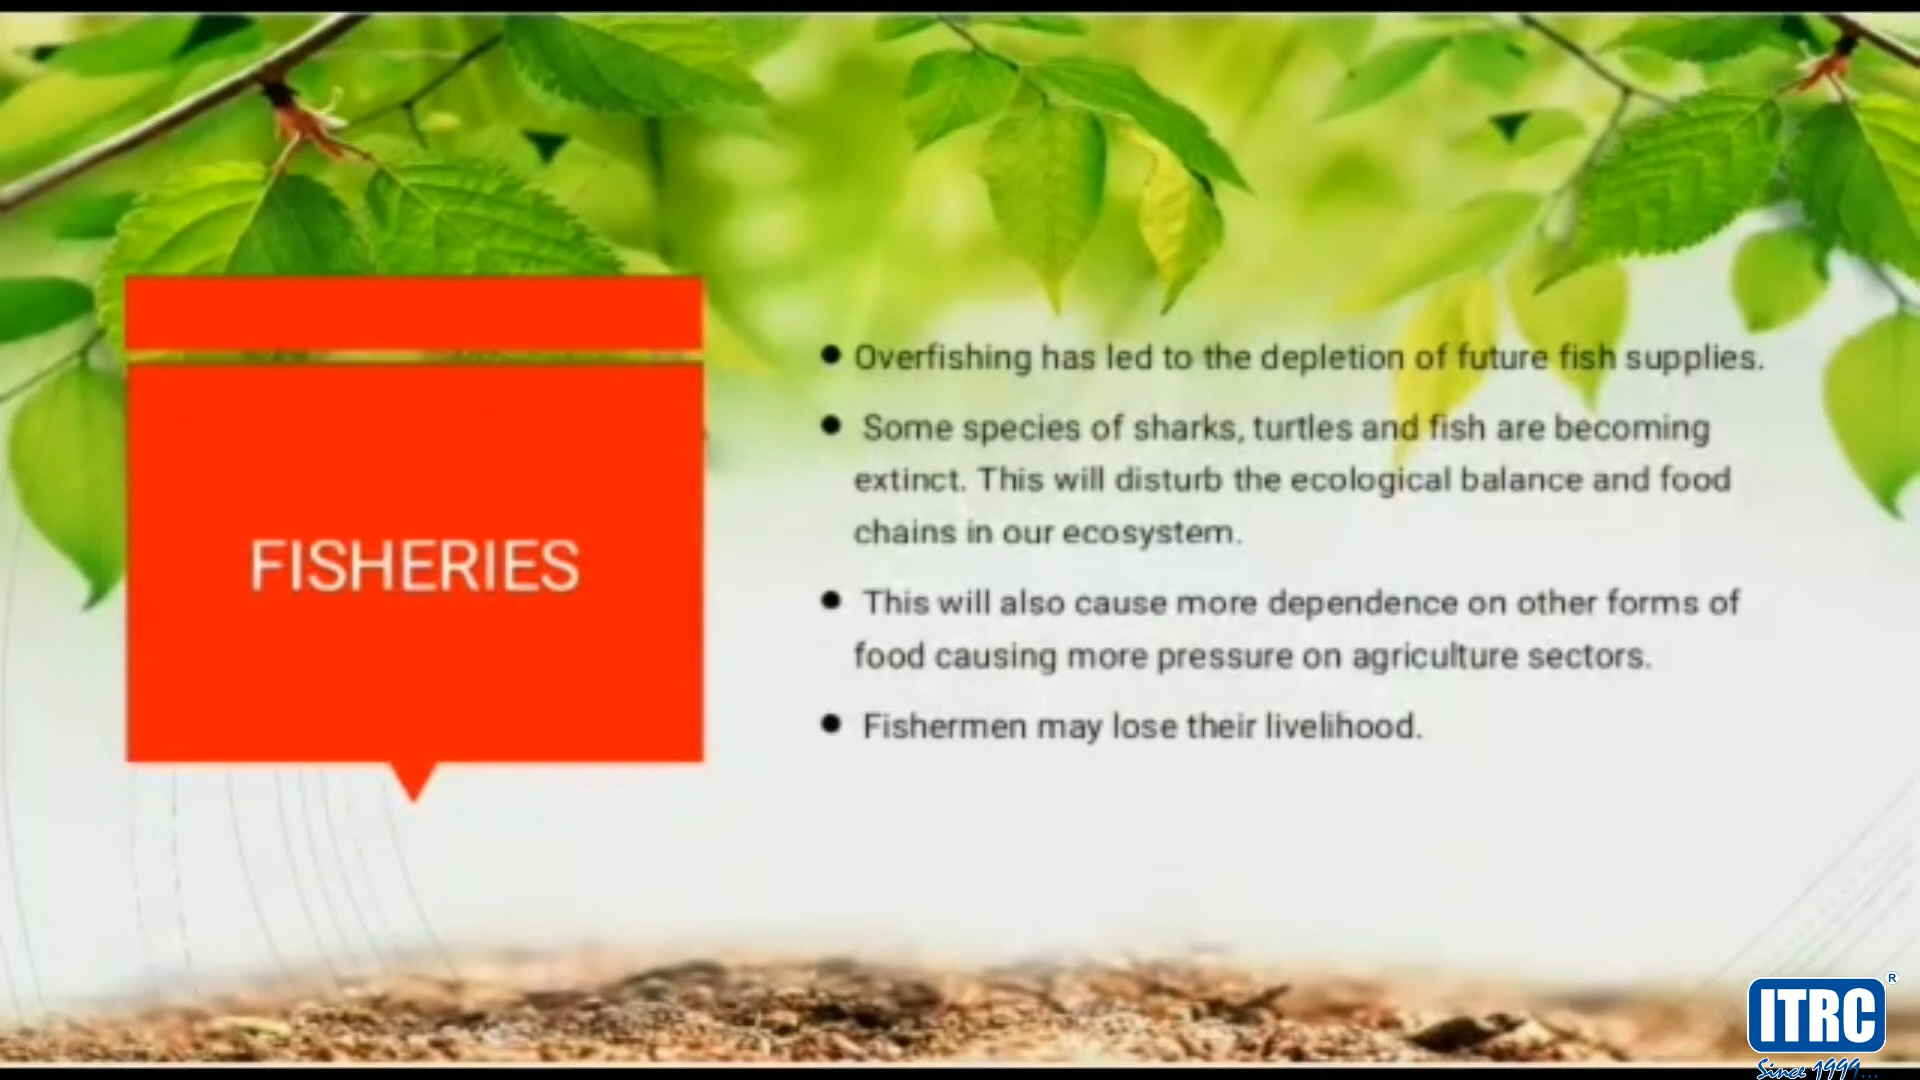 FISHERIES
● Overfishing has led to the depletion of future fish supplies.
● Some species of sharks, turtles and fish are becoming
extinct. This will disturb the ecological balance and food
chains in our ecosystem.
● This will also cause more dependence on other forms of
food causing more pressure on agriculture sectors.
● Fishermen may lose their livelihood.
ITRC ®
Since 1999...